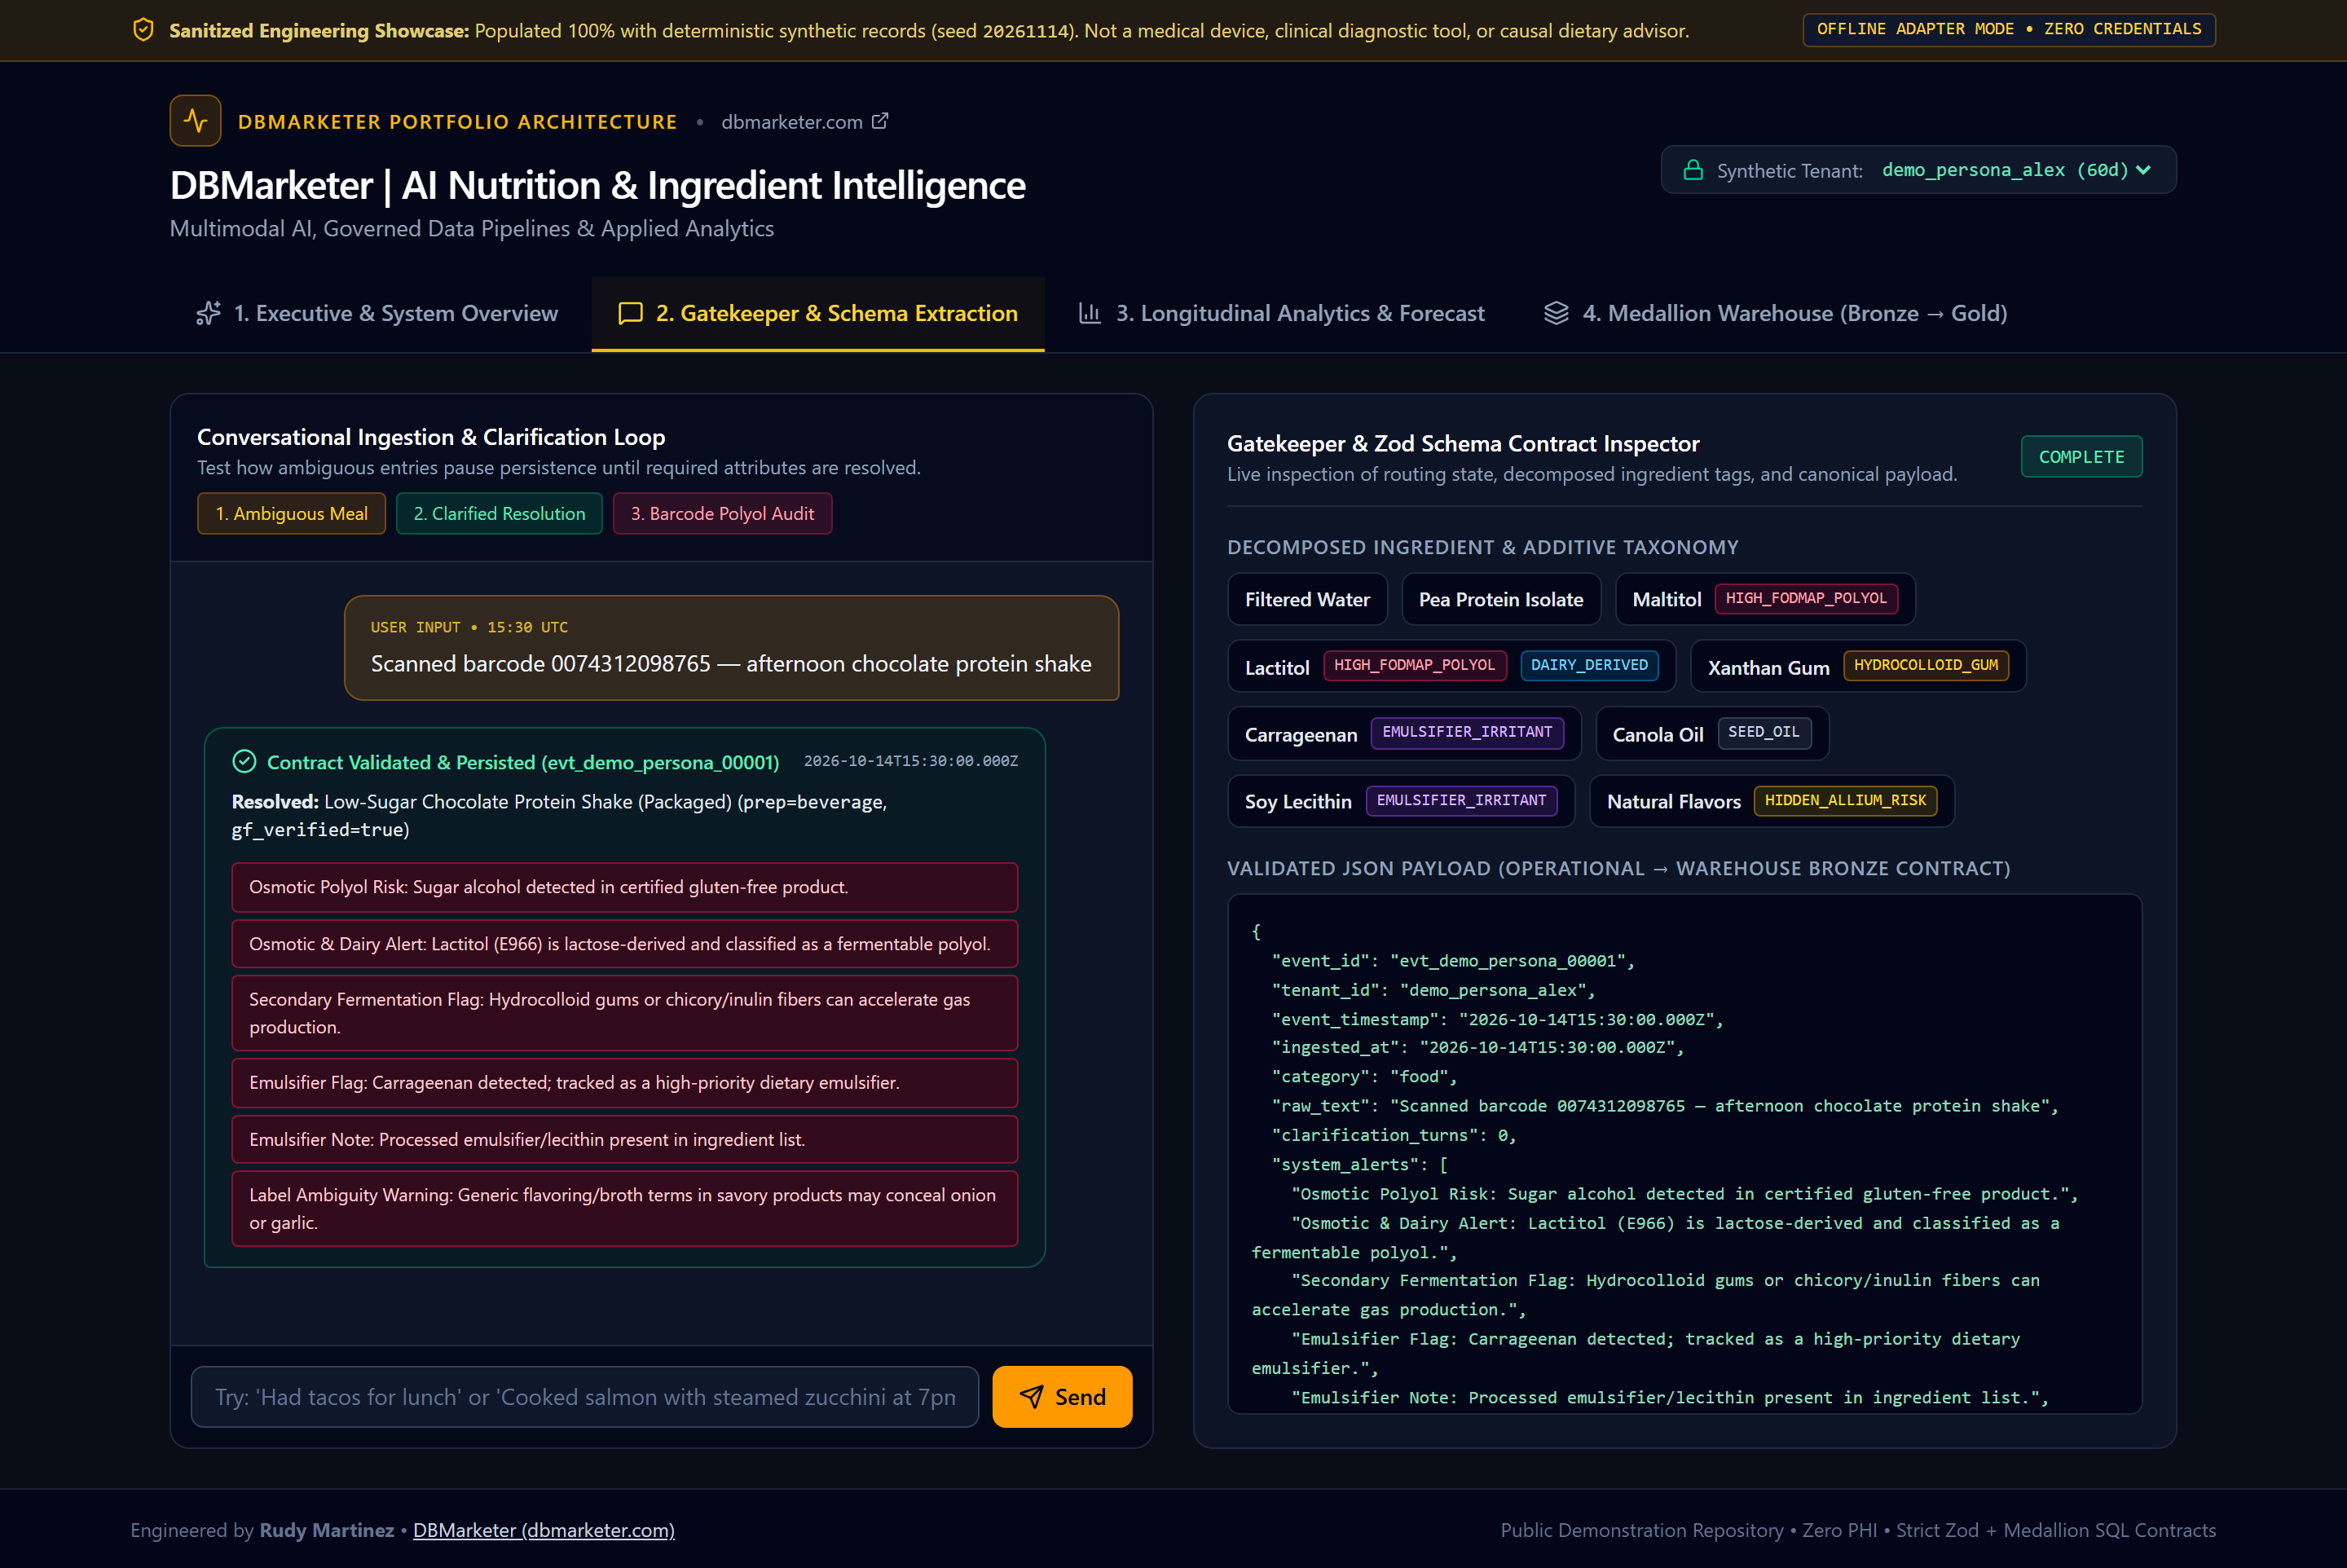 Sanitized Engineering Showcase: Populated 100% with deterministic synthetic records (seed 20261114). Not a medical device, clinical diagnostic tool, or causal dietary advisor.
OFFLINE ADAPTER MODE • ZERO CREDENTIALS
DBMARKETER PORTFOLIO ARCHITECTURE • dbmarketer.com
DBMarketer | AI Nutrition & Ingredient Intelligence
Multimodal AI, Governed Data Pipelines & Applied Analytics
Synthetic Tenant: demo_persona_alex (60d)
1. Executive & System Overview
2. Gatekeeper & Schema Extraction
3. Longitudinal Analytics & Forecast
4. Medallion Warehouse (Bronze → Gold)
Conversational Ingestion & Clarification Loop
Test how ambiguous entries pause persistence until required attributes are resolved.
1. Ambiguous Meal
2. Clarified Resolution
3. Barcode Polyol Audit
USER INPUT • 15:30 UTC
Scanned barcode 0074312098765 — afternoon chocolate protein shake
Contract Validated & Persisted (evt_demo_persona_00001) 2026-10-14T15:30:00.000Z
Resolved: Low-Sugar Chocolate Protein Shake (Packaged) (prep=beverage,
gf_verified=true)
Osmotic Polyol Risk: Sugar alcohol detected in certified gluten-free product.
Osmotic & Dairy Alert: Lactitol (E966) is lactose-derived and classified as a fermentable polyol.
Secondary Fermentation Flag: Hydrocolloid gums or chicory/inulin fibers can accelerate gas
production.
Emulsifier Flag: Carrageenan detected; tracked as a high-priority dietary emulsifier.
Emulsifier Note: Processed emulsifier/lecithin present in ingredient list.
Label Ambiguity Warning: Generic flavoring/broth terms in savory products may conceal onion
or garlic.
Try: 'Had tacos for lunch' or 'Cooked salmon with steamed zucchini at 7pn
Send
Gatekeeper & Zod Schema Contract Inspector
Live inspection of routing state, decomposed ingredient tags, and canonical payload.
COMPLETE
DECOMPOSED INGREDIENT & ADDITIVE TAXONOMY
Filtered Water
Pea Protein Isolate
Maltitol HIGH_FODMAP_POLYOL
Lactitol HIGH_FODMAP_POLYOL DAIRY_DERIVED
Xanthan Gum HYDROCOLLOID_GUM
Carrageenan EMULSIFIER_IRRITANT
Canola Oil SEED_OIL
Soy Lecithin EMULSIFIER_IRRITANT
Natural Flavors HIDDEN_ALLIUM_RISK
VALIDATED JSON PAYLOAD (OPERATIONAL → WAREHOUSE BRONZE CONTRACT)
{
"event_id": "evt_demo_persona_00001",
"tenant_id": "demo_persona_alex",
"event_timestamp": "2026-10-14T15:30:00.000Z",
"ingested_at": "2026-10-14T15:30:00.000Z",
"category": "food",
"raw_text": "Scanned barcode 0074312098765 — afternoon chocolate protein shake",
"clarification_turns": 0,
"system_alerts": [
"Osmotic Polyol Risk: Sugar alcohol detected in certified gluten-free product.",
"Osmotic & Dairy Alert: Lactitol (E966) is lactose-derived and classified as a
fermentable polyol.",
"Secondary Fermentation Flag: Hydrocolloid gums or chicory/inulin fibers can
accelerate gas production.",
"Emulsifier Flag: Carrageenan detected; tracked as a high-priority dietary
emulsifier.",
"Emulsifier Note: Processed emulsifier/lecithin present in ingredient list.",
Engineered by Rudy Martinez • DBMarketer (dbmarketer.com)
Public Demonstration Repository • Zero PHI • Strict Zod + Medallion SQL Contracts